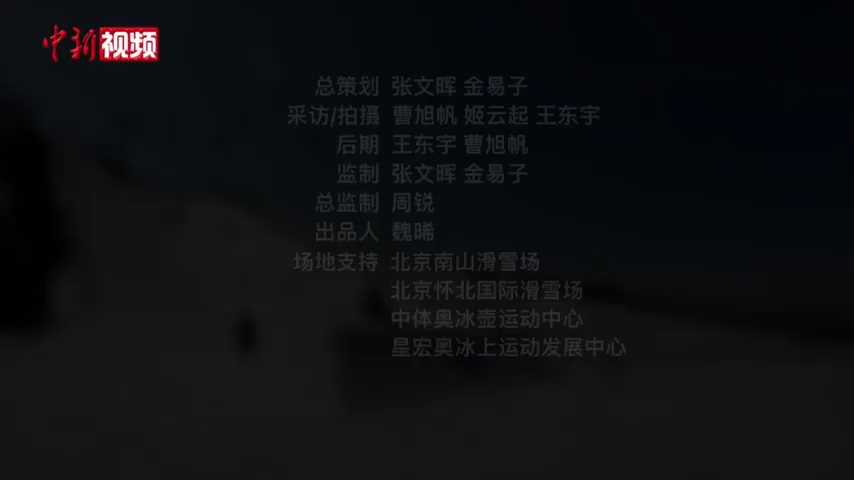 中新视频
总策划 张文晖 金易子
采访/拍摄 曹旭帆 姬云起 王东宇
后期 王东宇 曹旭帆
监制 张文晖 金易子
总监制 周锐
出品人 魏晞
场地支持 北京南山滑雪场
北京怀北国际滑雪场
中体奥冰壶运动中心
星宏奥冰上运动发展中心